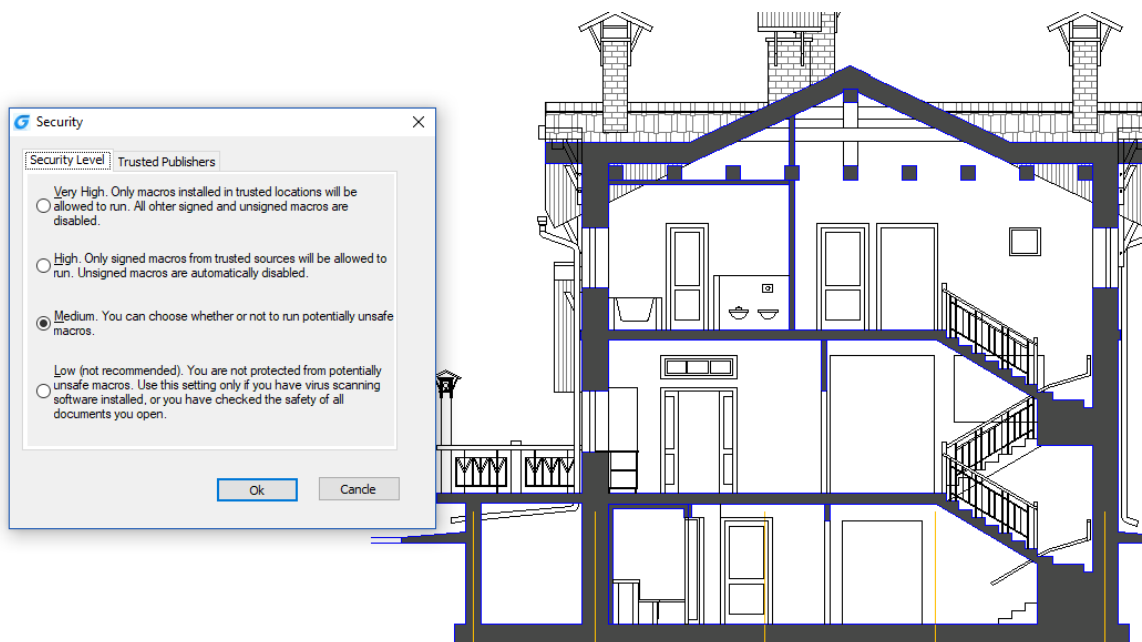 Security
Security Level
Trusted Publishers
Very High. Only macros installed in trusted locations will be
allowed to run. All ohter signed and unsigned macros are
disabled.
High. Only signed macros from trusted sources will be allowed to
run. Unsigned macros are automatically disabled.
Medium. You can choose whether or not to run potentially unsafe
macros.
Low (not recommended). You are not protected from potentially
unsafe macros. Use this setting only if you have virus scanning
software installed, or you have checked the safety of all
documents you open.
Ok
Cancle